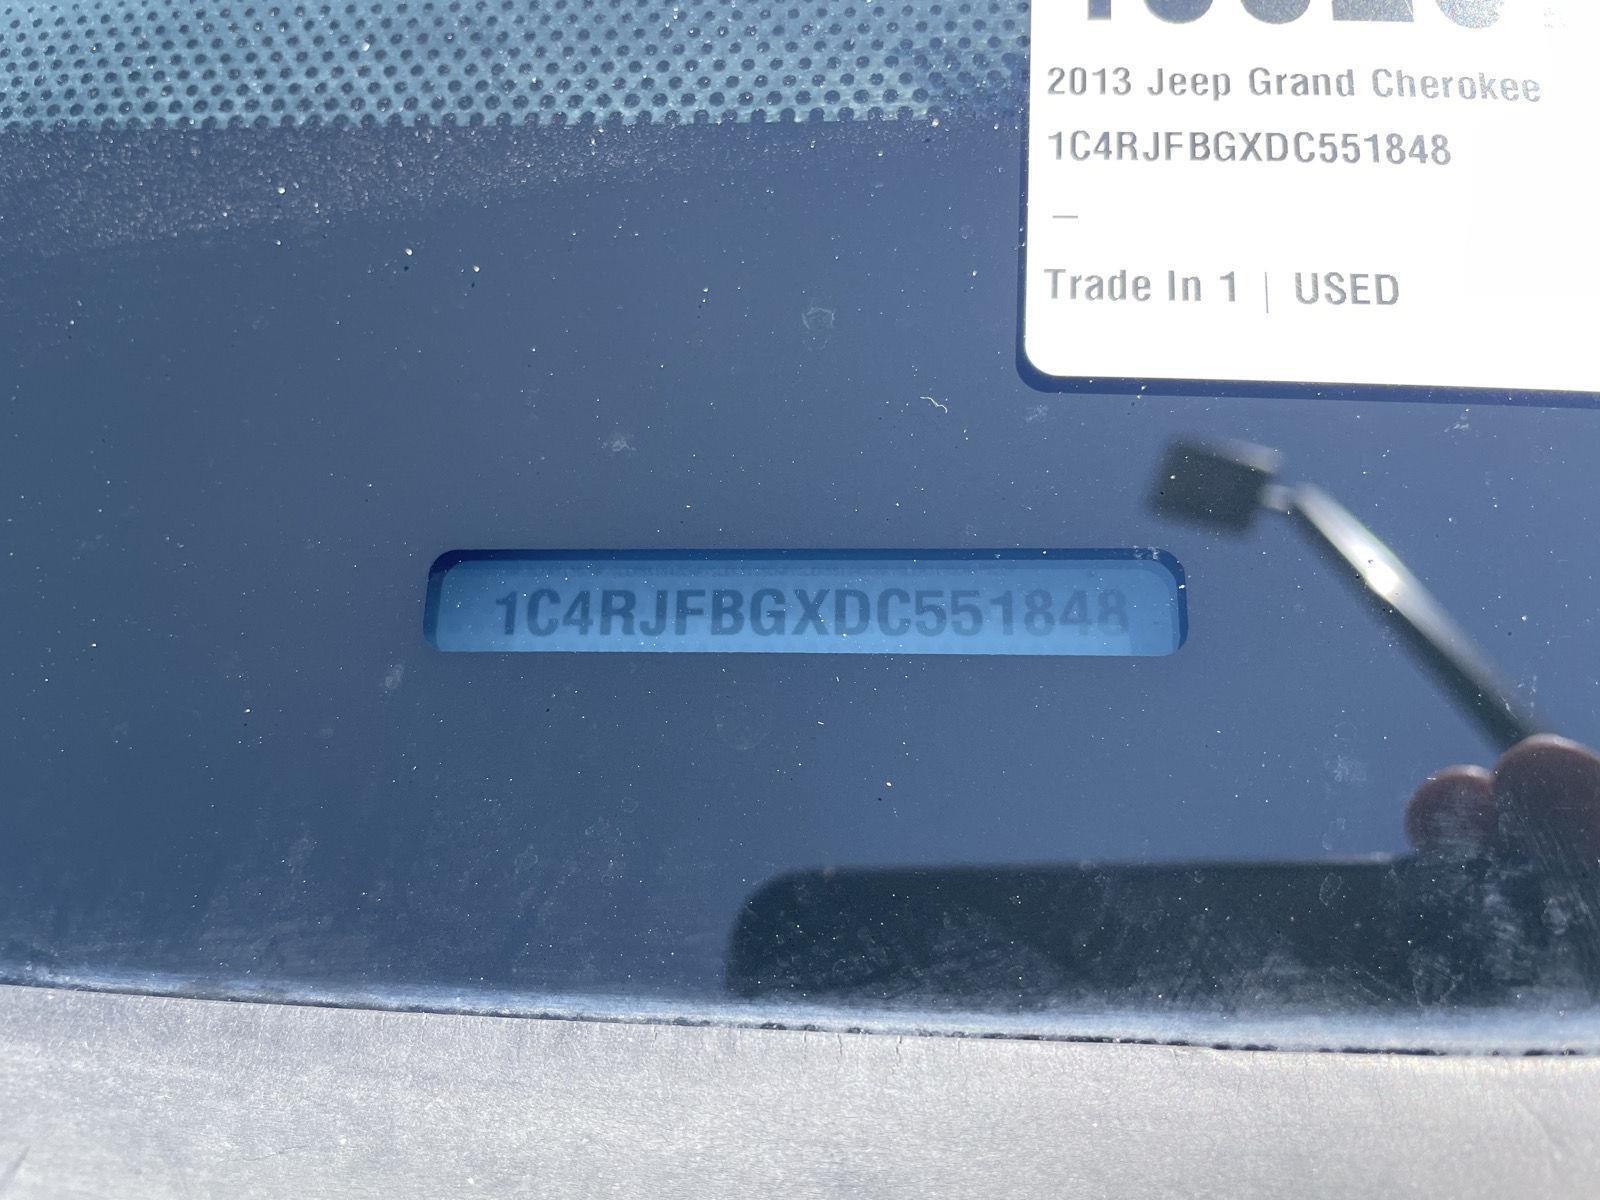 2013 Jeep Grand Cherokee
1C4RJFBGXDC551848
–
Trade In 1 | USED
1C4RJFBGXDC551848